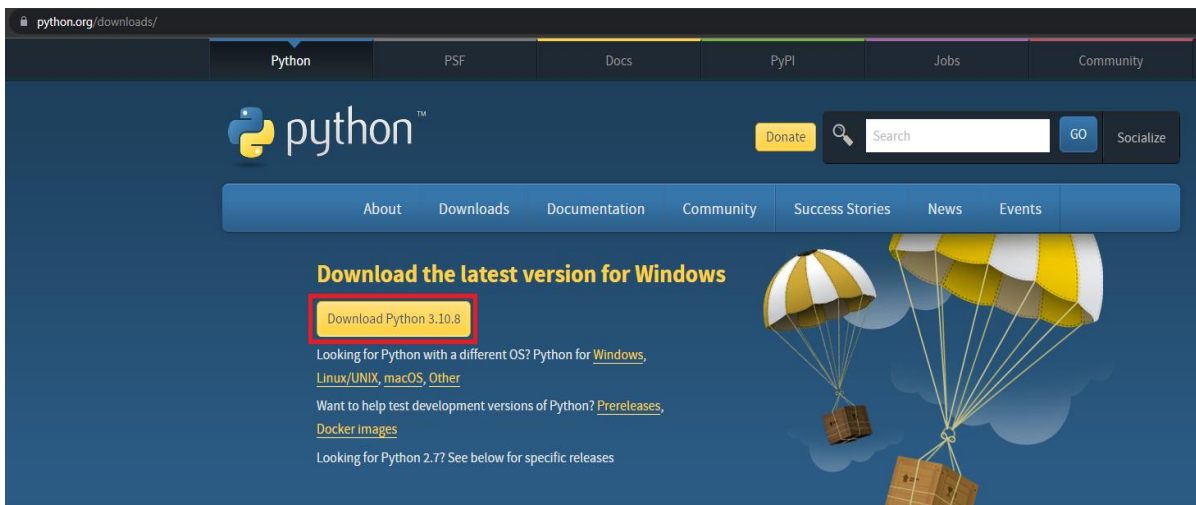 python.org/downloads/
Python PSF Docs PyPI Jobs Community
python™
Donate Search GO Socialize
About Downloads Documentation Community Success Stories News Events
Download the latest version for Windows
Download Python 3.10.8
Looking for Python with a different OS? Python for Windows,
Linux/UNIX, macOS, Other
Want to help test development versions of Python? Prereleases,
Docker images
Looking for Python 2.7? See below for specific releases